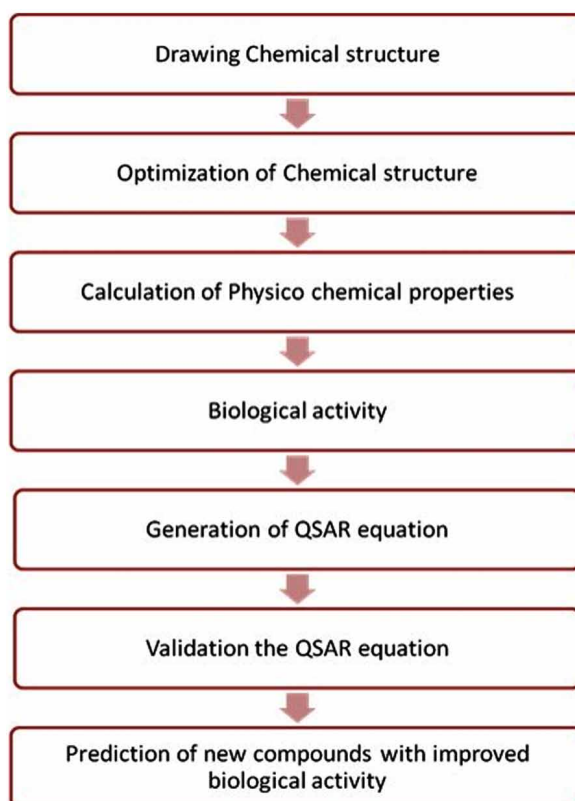 Drawing Chemical structure
Optimization of Chemical structure
Calculation of Physico chemical properties
Biological activity
Generation of QSAR equation
Validation the QSAR equation
Prediction of new compounds with improved
biological activity